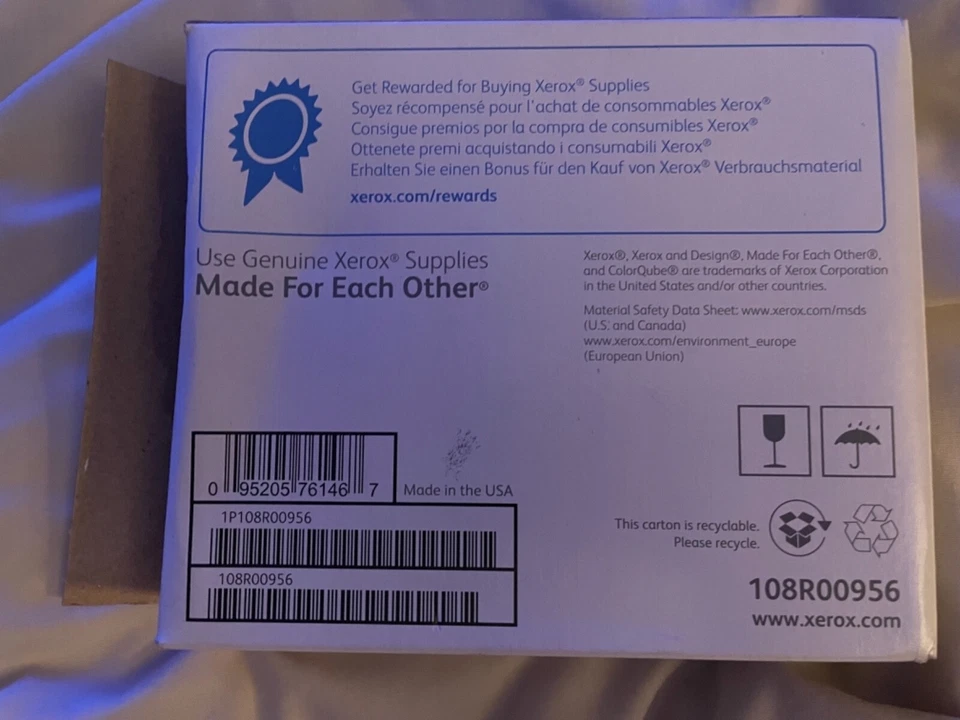 Get Rewarded for Buying Xerox® Supplies
Soyez récompensé pour l'achat de consommables Xerox®
Consigue premios por la compra de consumibles Xerox®
Ottenete premi acquistando i consumabili Xerox®
Erhalten Sie einen Bonus für den Kauf von Xerox® Verbrauchsmaterial
xerox.com/rewards
Use Genuine Xerox® Supplies
Made For Each Other®
Xerox®, Xerox and Design®, Made For Each Other®,
and ColorQube® are trademarks of Xerox Corporation
in the United States and/or other countries.
Material Safety Data Sheet: www.xerox.com/msds
(U.S. and Canada)
www.xerox.com/environment_europe
(European Union)
0 95205 76146 7
Made in the USA
1P108R00956
108R00956
This carton is recyclable.
Please recycle.
108R00956
www.xerox.com